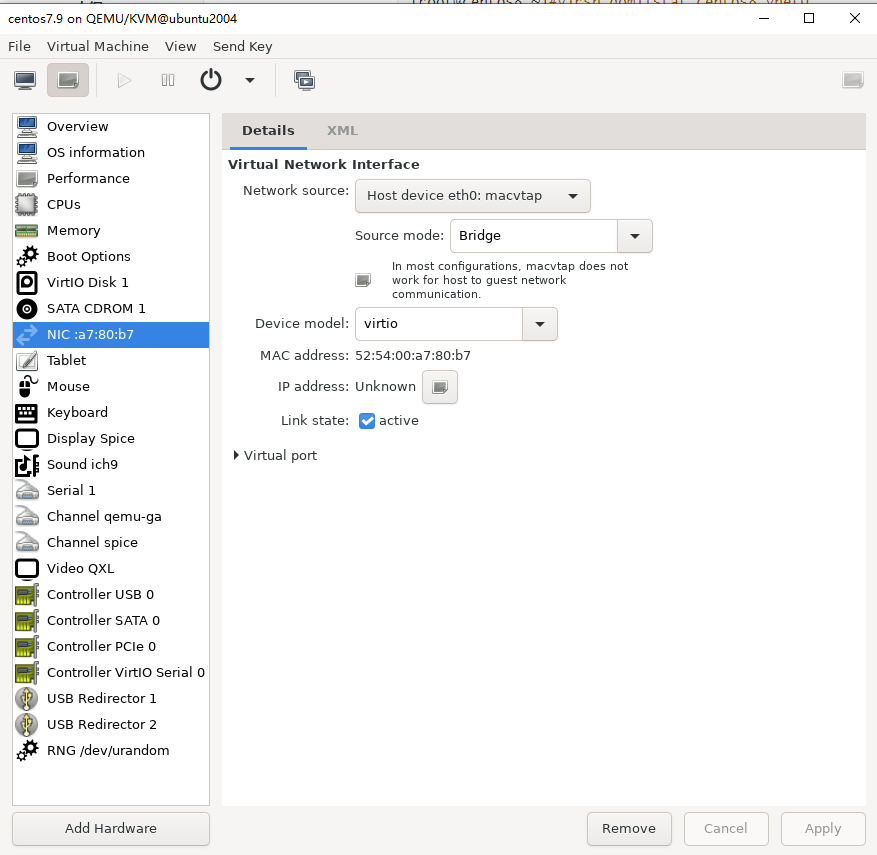 centos7.9 on QEMU/KVM@ubuntu2004
File Virtual Machine View Send Key
Overview
OS information
Performance
CPUs
Memory
Boot Options
VirtIO Disk 1
SATA CDROM 1
NIC :a7:80:b7
Tablet
Mouse
Keyboard
Display Spice
Sound ich9
Serial 1
Channel qemu-ga
Channel spice
Video QXL
Controller USB 0
Controller SATA 0
Controller PCIe 0
Controller VirtIO Serial 0
USB Redirector 1
USB Redirector 2
RNG /dev/urandom
Add Hardware
Details XML
Virtual Network Interface
Network source: Host device eth0: macvtap
Source mode: Bridge
In most configurations, macvtap does not
work for host to guest network
communication.
Device model: virtio
MAC address: 52:54:00:a7:80:b7
IP address: Unknown
Link state: active
Virtual port
Remove Cancel Apply